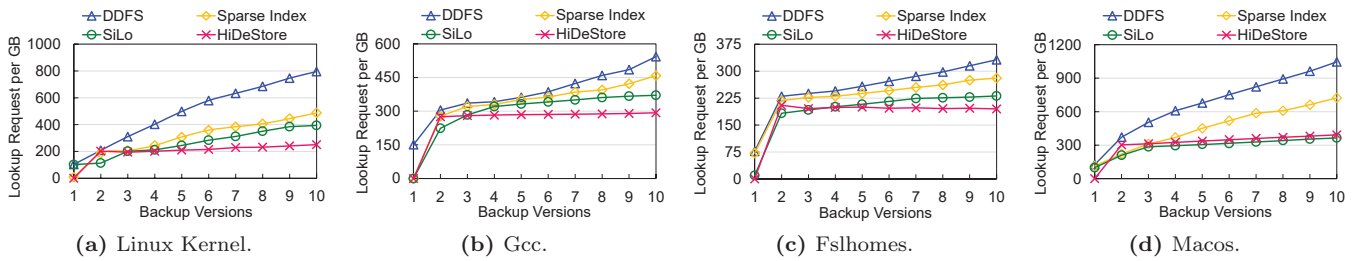 DDFS
Sparse Index
SiLo
HiDeStore
Lookup Request per GB
1000
800
600
400
200
0
1 2 3 4 5 6 7 8 9 10
Backup Versions
(a) Linux Kernel.
DDFS
Sparse Index
SiLo
HiDeStore
Lookup Request per GB
600
450
300
150
0
1 2 3 4 5 6 7 8 9 10
Backup Versions
(b) Gcc.
DDFS
Sparse Index
SiLo
HiDeStore
Lookup Request per GB
375
300
225
150
75
0
1 2 3 4 5 6 7 8 9 10
Backup Versions
(c) Fslhomes.
DDFS
Sparse Index
SiLo
HiDeStore
Lookup Request per GB
1200
900
600
300
0
1 2 3 4 5 6 7 8 9 10
Backup Versions
(d) Macos.